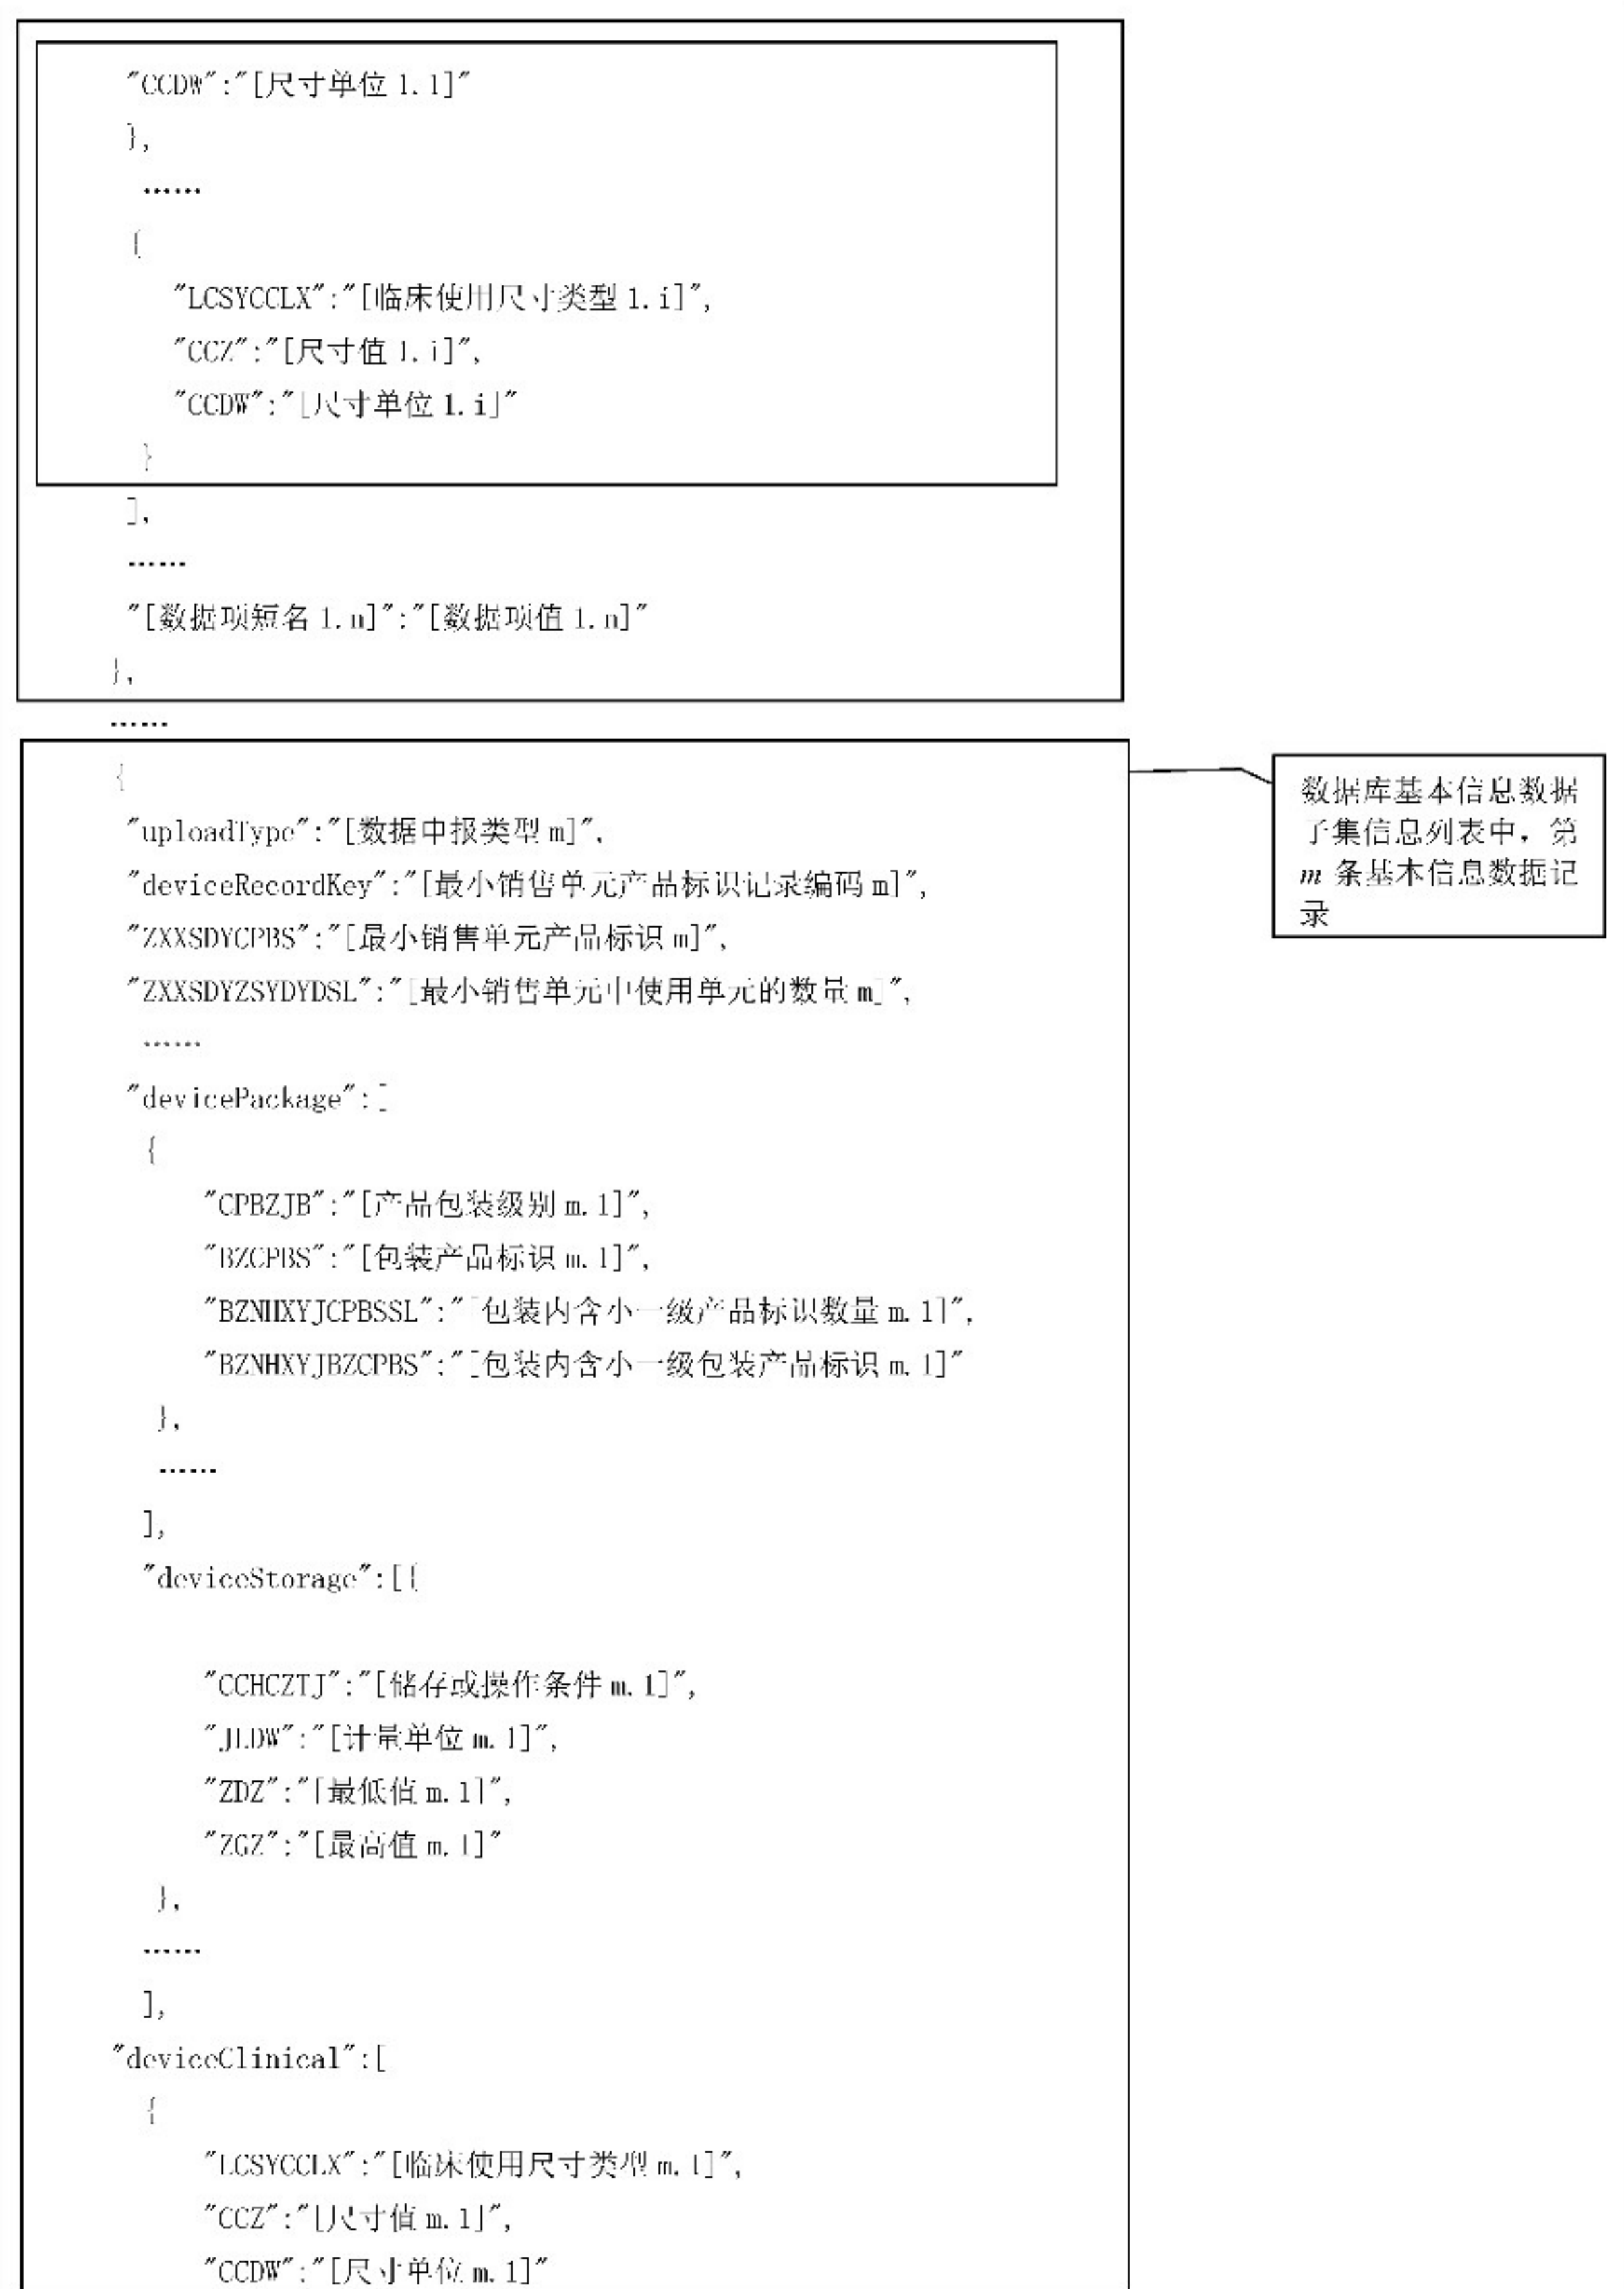 "CCDW":"[尺寸单位 1.1]"
},
……
{
"LCSYCCLX":"[临床使用尺寸类型 1.i]",
"CCZ":"[尺寸值 1.i]",
"CCDW":"[尺寸单位 1.i]"
}
],
……
"[数据项短名 1.n]":"[数据项值 1.n]"
},
……
{
"uploadType":"[数据申报类型 m]",
"deviceRecordKey":"[最小销售单元产品标识记录编码 m]",
"ZXXSDYCPBS":"[最小销售单元产品标识 m]",
"ZXXSDYZSYDYDSL":"[最小销售单元中使用单元的数量 m]",
……
"devicePackage":[
{
"CPBZJB":"[产品包装级别 m.1]",
"BZCPBS":"[包装产品标识 m.1]",
"BZNHXYJCPBSSL":"[包装内含小一级产品标识数量 m.1]",
"BZNHXYJBZCPBS":"[包装内含小一级包装产品标识 m.1]"
},
……
],
"deviceStorage":[{
"CCHCZTJ":"[储存或操作条件 m.1]",
"JLDW":"[计量单位 m.1]",
"ZDZ":"[最低值 m.1]",
"ZGZ":"[最高值 m.1]"
},
……
],
"deviceClinical":[
{
"LCSYCCLX":"[临床使用尺寸类型 m.1]",
"CCZ":"[尺寸值 m.1]",
"CCDW":"[尺寸单位 m.1]"
数据库基本信息数据
子集信息列表中，第
m 条基本信息数据记
录